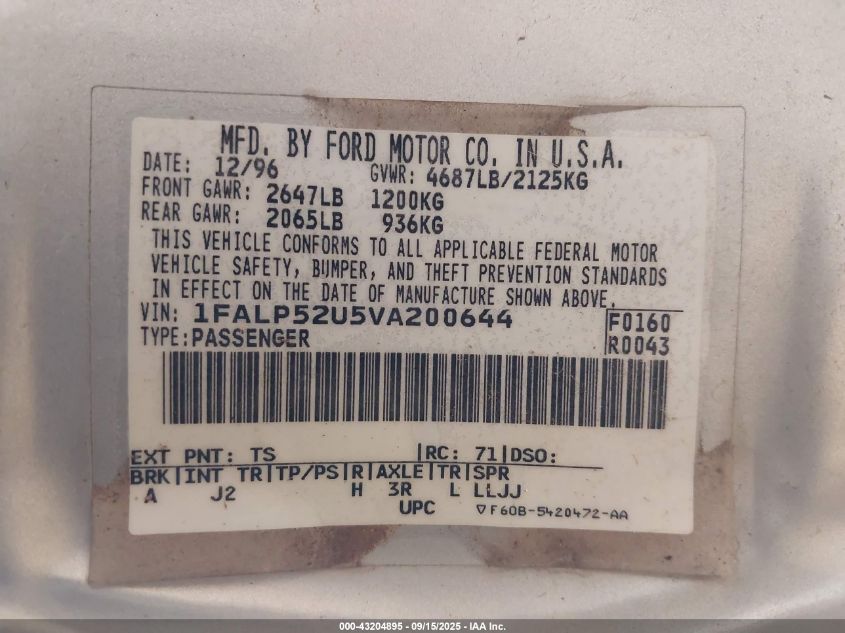 MFD. BY FORD MOTOR CO. IN U.S.A.
DATE: 12/96 GVWR: 4687LB/2125KG
FRONT GAWR: 2647LB 1200KG
REAR GAWR: 2065LB 936KG
THIS VEHICLE CONFORMS TO ALL APPLICABLE FEDERAL MOTOR
VEHICLE SAFETY, BUMPER, AND THEFT PREVENTION STANDARDS
IN EFFECT ON THE DATE OF MANUFACTURE SHOWN ABOVE.
VIN: 1FALP52U5VA200644 F0160
TYPE: PASSENGER R0043
EXT PNT: TS |RC: 71|DSO:
BRK|INT TR|TP/PS|R|AXLE|TR|SPR
A J2 H 3R L LLJJ
UPC ▽F60B-5420472-AA
000-43204895 - 09/15/2025 - IAA Inc.